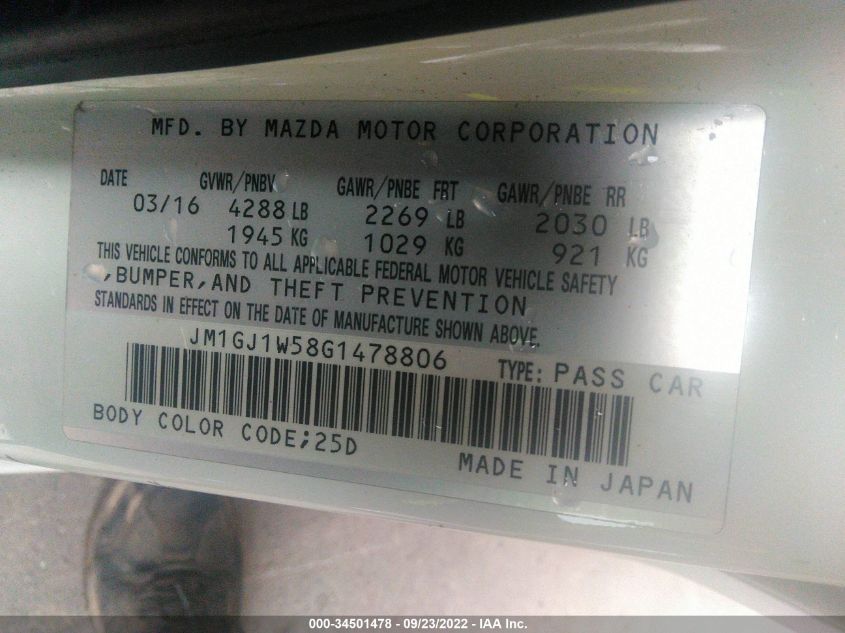 MFD. BY MAZDA MOTOR CORPORATION
DATE GVWR/PNBV GAWR/PNBE FRT GAWR/PNBE RR
03/16 4288 LB 2269 LB 2030 LB
1945 KG 1029 KG 921 KG
THIS VEHICLE CONFORMS TO ALL APPLICABLE FEDERAL MOTOR VEHICLE SAFETY
,BUMPER,AND THEFT PREVENTION
STANDARDS IN EFFECT ON THE DATE OF MANUFACTURE SHOWN ABOVE.
JM1GJ1W58G1478806 TYPE: PASS CAR
BODY COLOR CODE;25D
MADE IN JAPAN
000-34501478 - 09/23/2022 - IAA Inc.